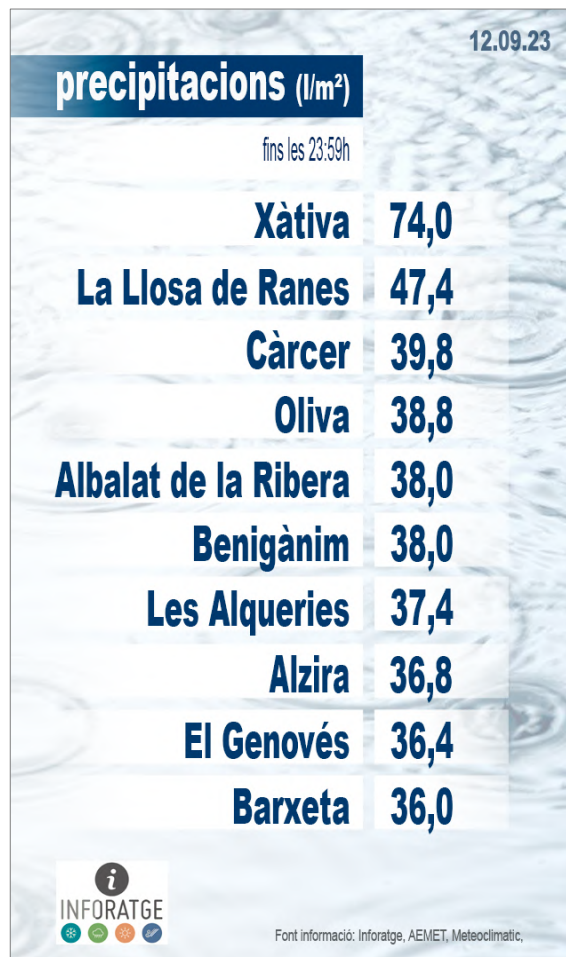 12.09.23
precipitacions (l/m²)
fins les 23:59h
Xàtiva 74,0
La Llosa de Ranes 47,4
Càrcer 39,8
Oliva 38,8
Albalat de la Ribera 38,0
Benigànim 38,0
Les Alqueries 37,4
Alzira 36,8
El Genovés 36,4
Barxeta 36,0
i
INFORATGE
Font informació: Inforatge, AEMET, Meteoclimatic,